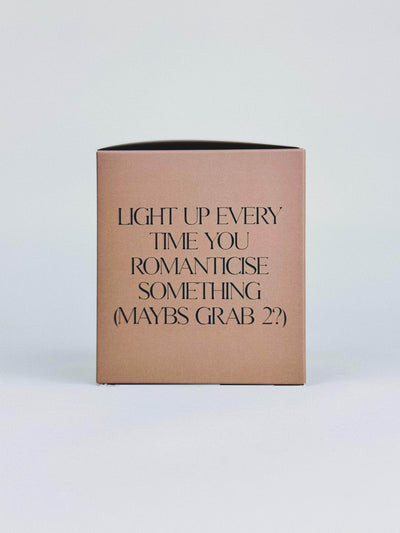 LIGHT UP EVERY
TIME YOU
ROMANTICISE
SOMETHING
(MAYBS GRAB 2?)